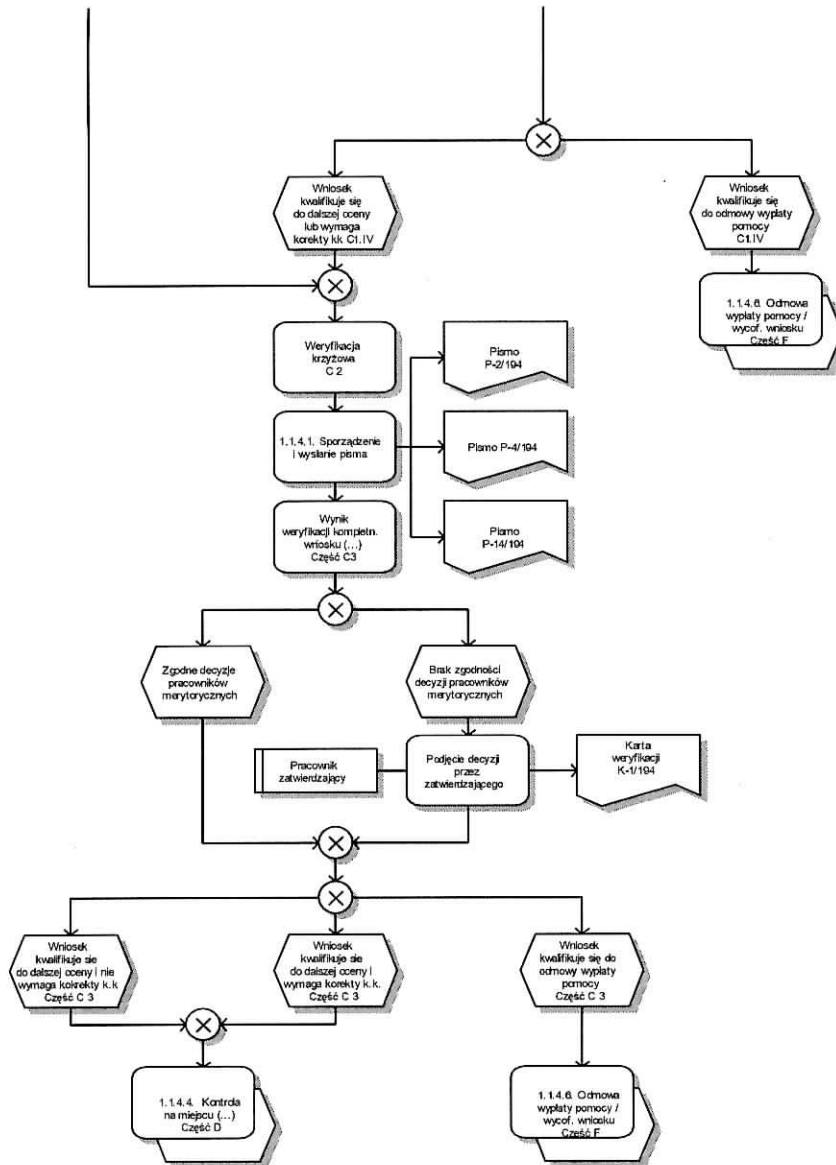 Wniosek
kwalifikuje się
do dalszej oceny
lub wymaga
korekty kk C1.IV
Wniosek
kwalifikuje się
do odmowy wypłaty
pomocy
C1.IV
1.1.4.6. Odmowa
wypłaty pomocy /
wycof. wniosku
Cześć F
Weryfikacja
krzyżowa
C 2
Pismo
P-2/194
1.1.4.1. Sporządzenie
i wysłanie pisma
Pismo P-4/194
Wynik
weryfikacji kompletn.
wniosku (...)
Część C3
Pismo
P-14/194
Zgodne decyzje
pracowników
merytorycznych
Brak zgodności
decyzji pracowników
merytorycznych
Pracownik
zatwierdzający
Podjęcie decyzji
przez
zatwierdzającego
Karta
weryfikacji
K-1/194
Wniosek
kwalifikuje sie
do dalszej oceny i nie
wymaga kokrekty k.k
Część C 3
Wniosek
kwalifikuje sie
do dalszej oceny i
wymaga korekty k.k.
Część C 3
Wniosek
kwalifikuje się do
odmowy wypłaty
pomocy
Część C 3
1.1.4.4. Kontrola
na miejscu (...)
Część D
1.1.4.6. Odmowa
wypłaty pomocy /
wycof. wniosku
Cześć F